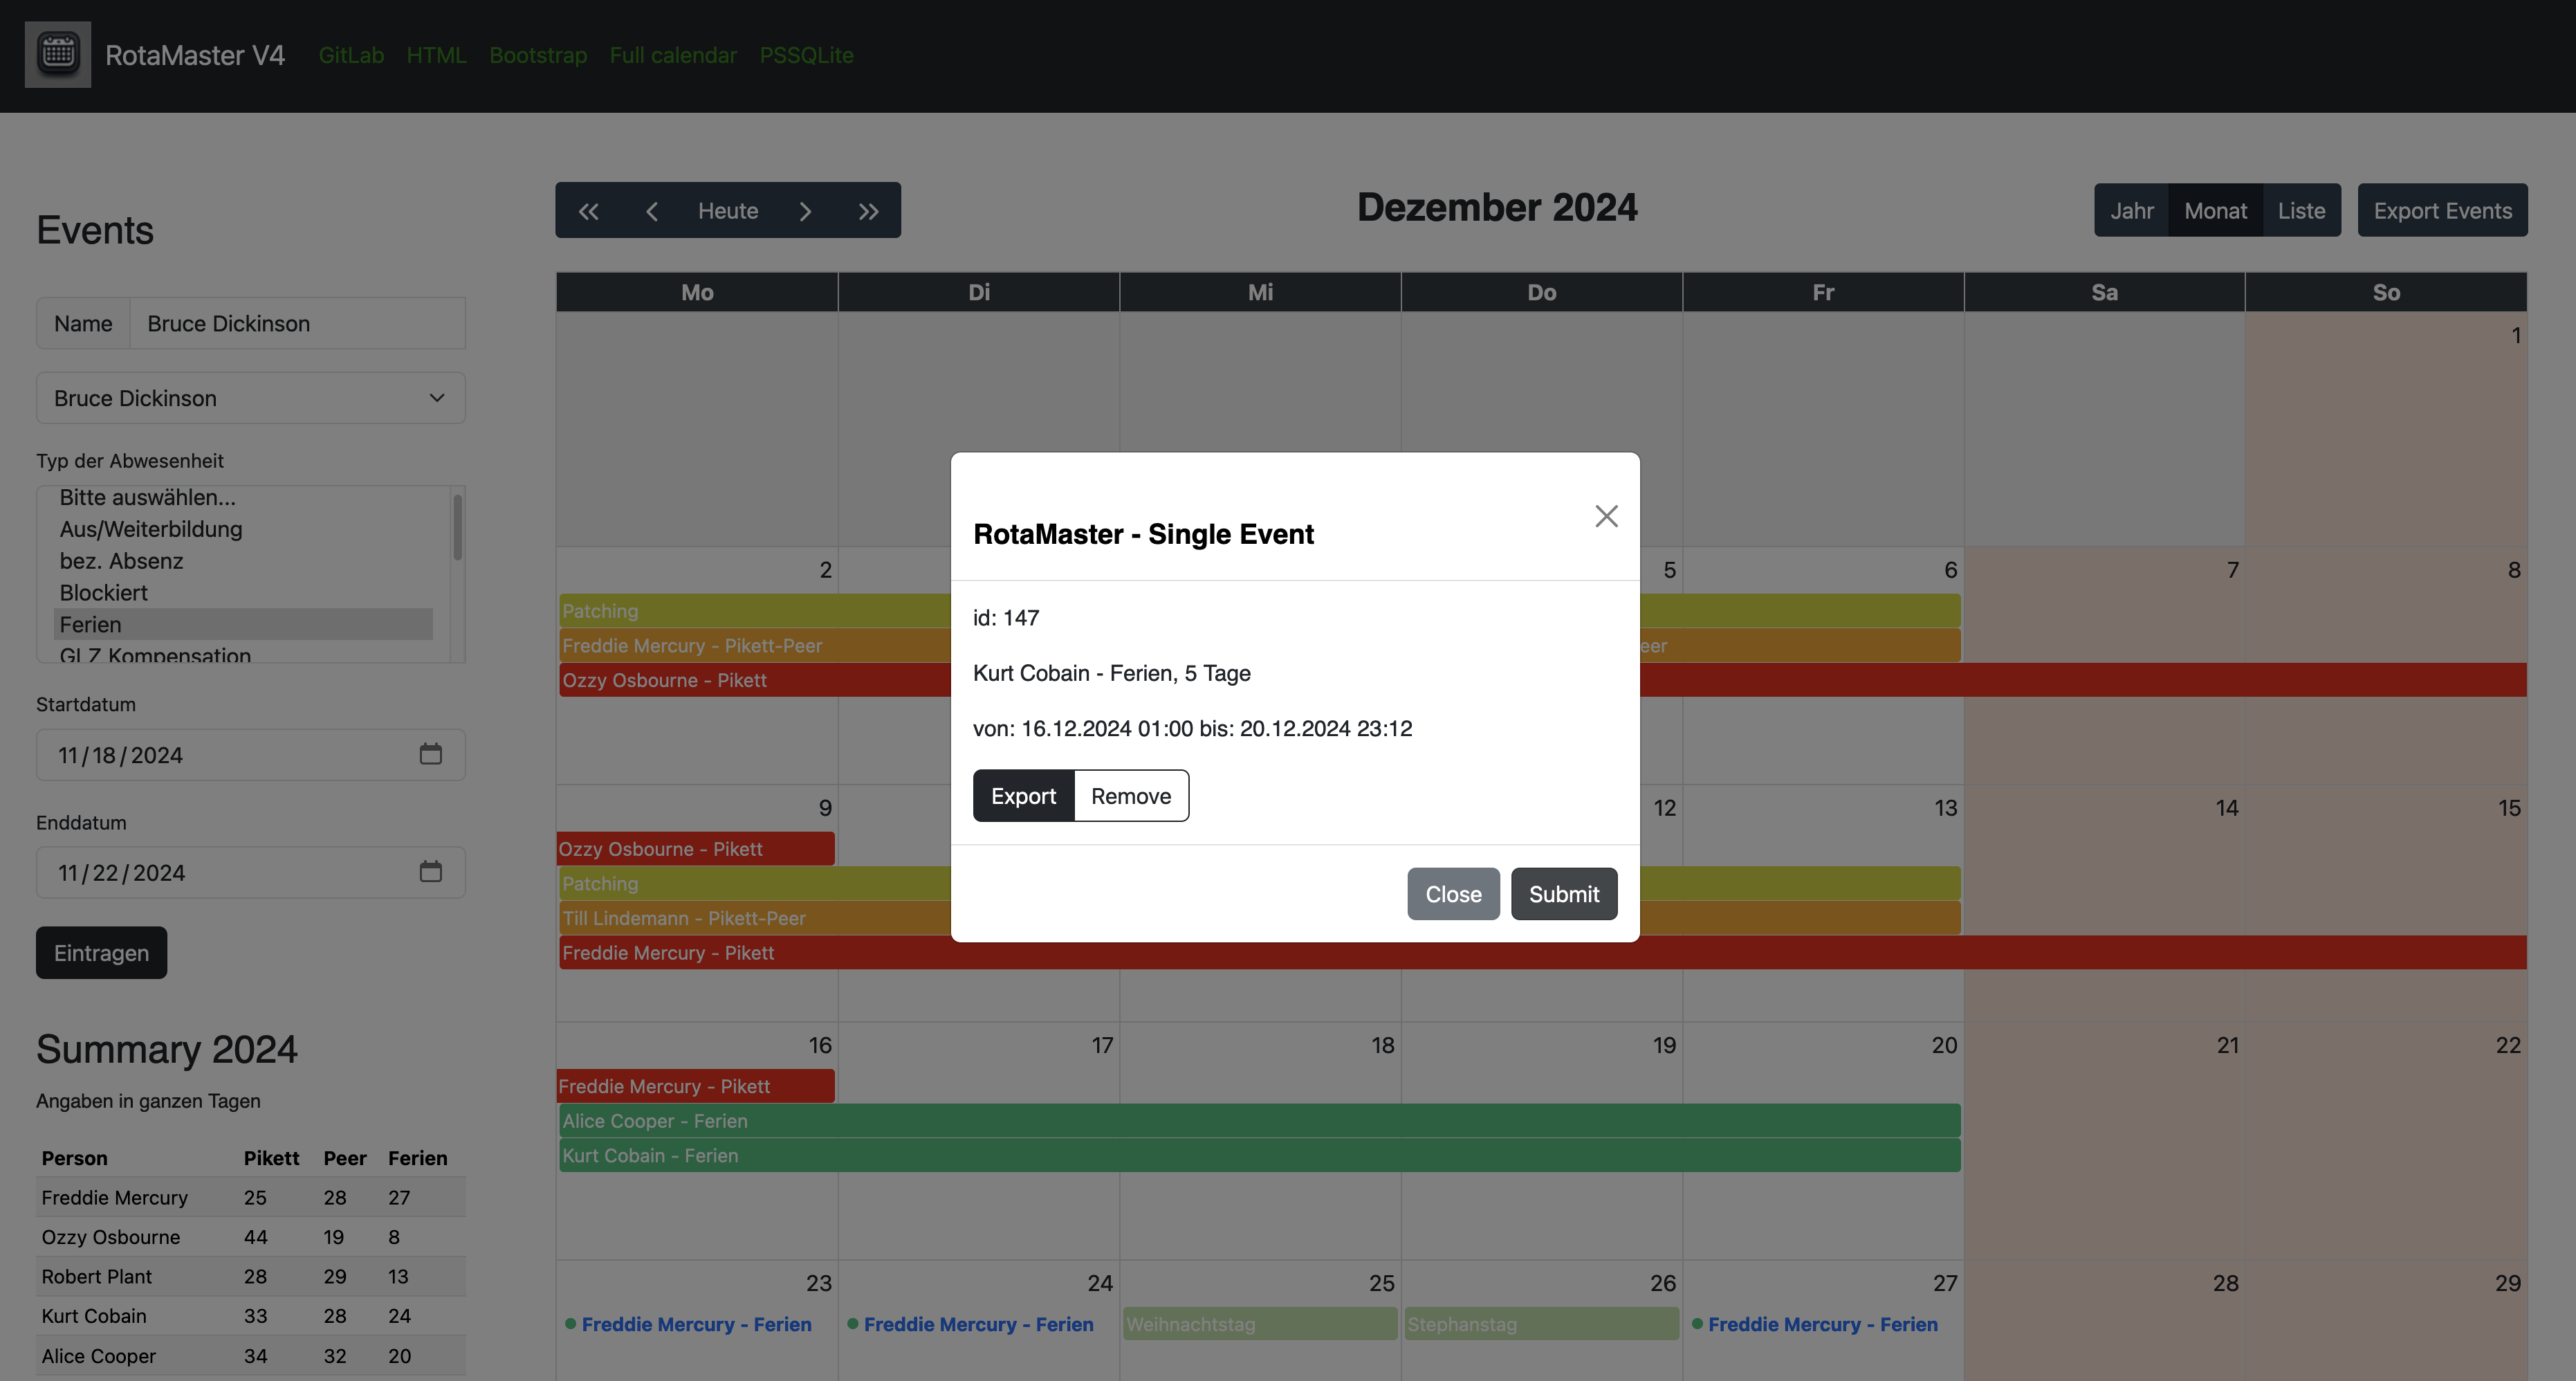 RotaMaster V4 GitLab HTML Bootstrap Full calendar PSSQLite
Events
Name Bruce Dickinson
Bruce Dickinson
Typ der Abwesenheit
Bitte auswählen...
Aus/Weiterbildung
bez. Absenz
Blockiert
Ferien
GLZ Kompensation
Startdatum
11/18/2024
Enddatum
11/22/2024
Eintragen
Summary 2024
Angaben in ganzen Tagen
Person Pikett Peer Ferien
Freddie Mercury 25 28 27
Ozzy Osbourne 44 19 8
Robert Plant 28 29 13
Kurt Cobain 33 28 24
Alice Cooper 34 32 20
Heute
Dezember 2024
Jahr Monat Liste Export Events
Mo Di Mi Do Fr Sa So
1
2 5 6 7 8
Patching
Freddie Mercury - Pikett-Peer eer
Ozzy Osbourne - Pikett
9 12 13 14 15
Ozzy Osbourne - Pikett
Patching
Till Lindemann - Pikett-Peer
Freddie Mercury - Pikett
16 17 18 19 20 21 22
Freddie Mercury - Pikett
Alice Cooper - Ferien
Kurt Cobain - Ferien
23 24 25 26 27 28 29
Freddie Mercury - Ferien Freddie Mercury - Ferien Weihnachtstag Stephanstag Freddie Mercury - Ferien
RotaMaster - Single Event
id: 147
Kurt Cobain - Ferien, 5 Tage
von: 16.12.2024 01:00 bis: 20.12.2024 23:12
Export Remove
Close Submit